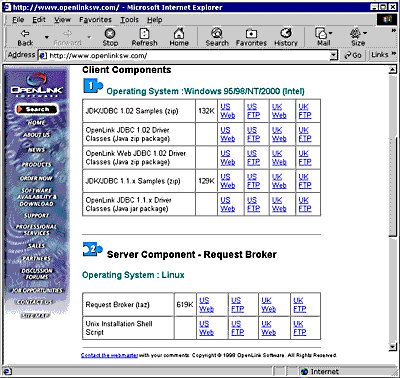 http://www.openlinksw.com/ - Microsoft Internet Explorer
File Edit View Favorites Tools Help
Back Forward Stop Refresh Home Search Favorites History Mail Size
Address http://www.openlinksw.com/ Go Links »
OPENLINK
SOFTWARE
Search
HOME
ABOUT US
NEWS
PRODUCTS
ORDER NOW
SOFTWARE
AVAILABILITY &
DOWNLOAD
SUPPORT
PROFESSIONAL
SERVICES
SALES
PARTNERS
DISCUSSION
FORUMS
JOB OPPORTUNITIES
CONTACT US
SITE MAP
Client Components
1 Operating System :Windows 95/98/NT/2000 (Intel)
JDK/JDBC 1.02 Samples (zip) 132K US Web US FTP UK Web UK FTP
OpenLink JDBC 1.02 Driver
Classes (Java zip package) US Web US FTP UK Web UK FTP
OpenLink Web JDBC 1.02 Driver
Classes (Java zip package) US Web US FTP UK Web UK FTP
JDK/JDBC 1.1.x Samples (zip) 129K US Web US FTP UK Web UK FTP
OpenLink JDBC 1.1.x Driver
Classes (Java jar package) US Web US FTP UK Web UK FTP
2 Server Component - Request Broker
Operating System : Linux
Request Broker (taz) 619K US Web US FTP UK Web UK FTP
Unix Installation Shell
Script US Web US FTP UK Web UK FTP
Contact the webmaster with your comments. Copyright © 1998 OpenLink Software. All Rights Reserved.
Internet